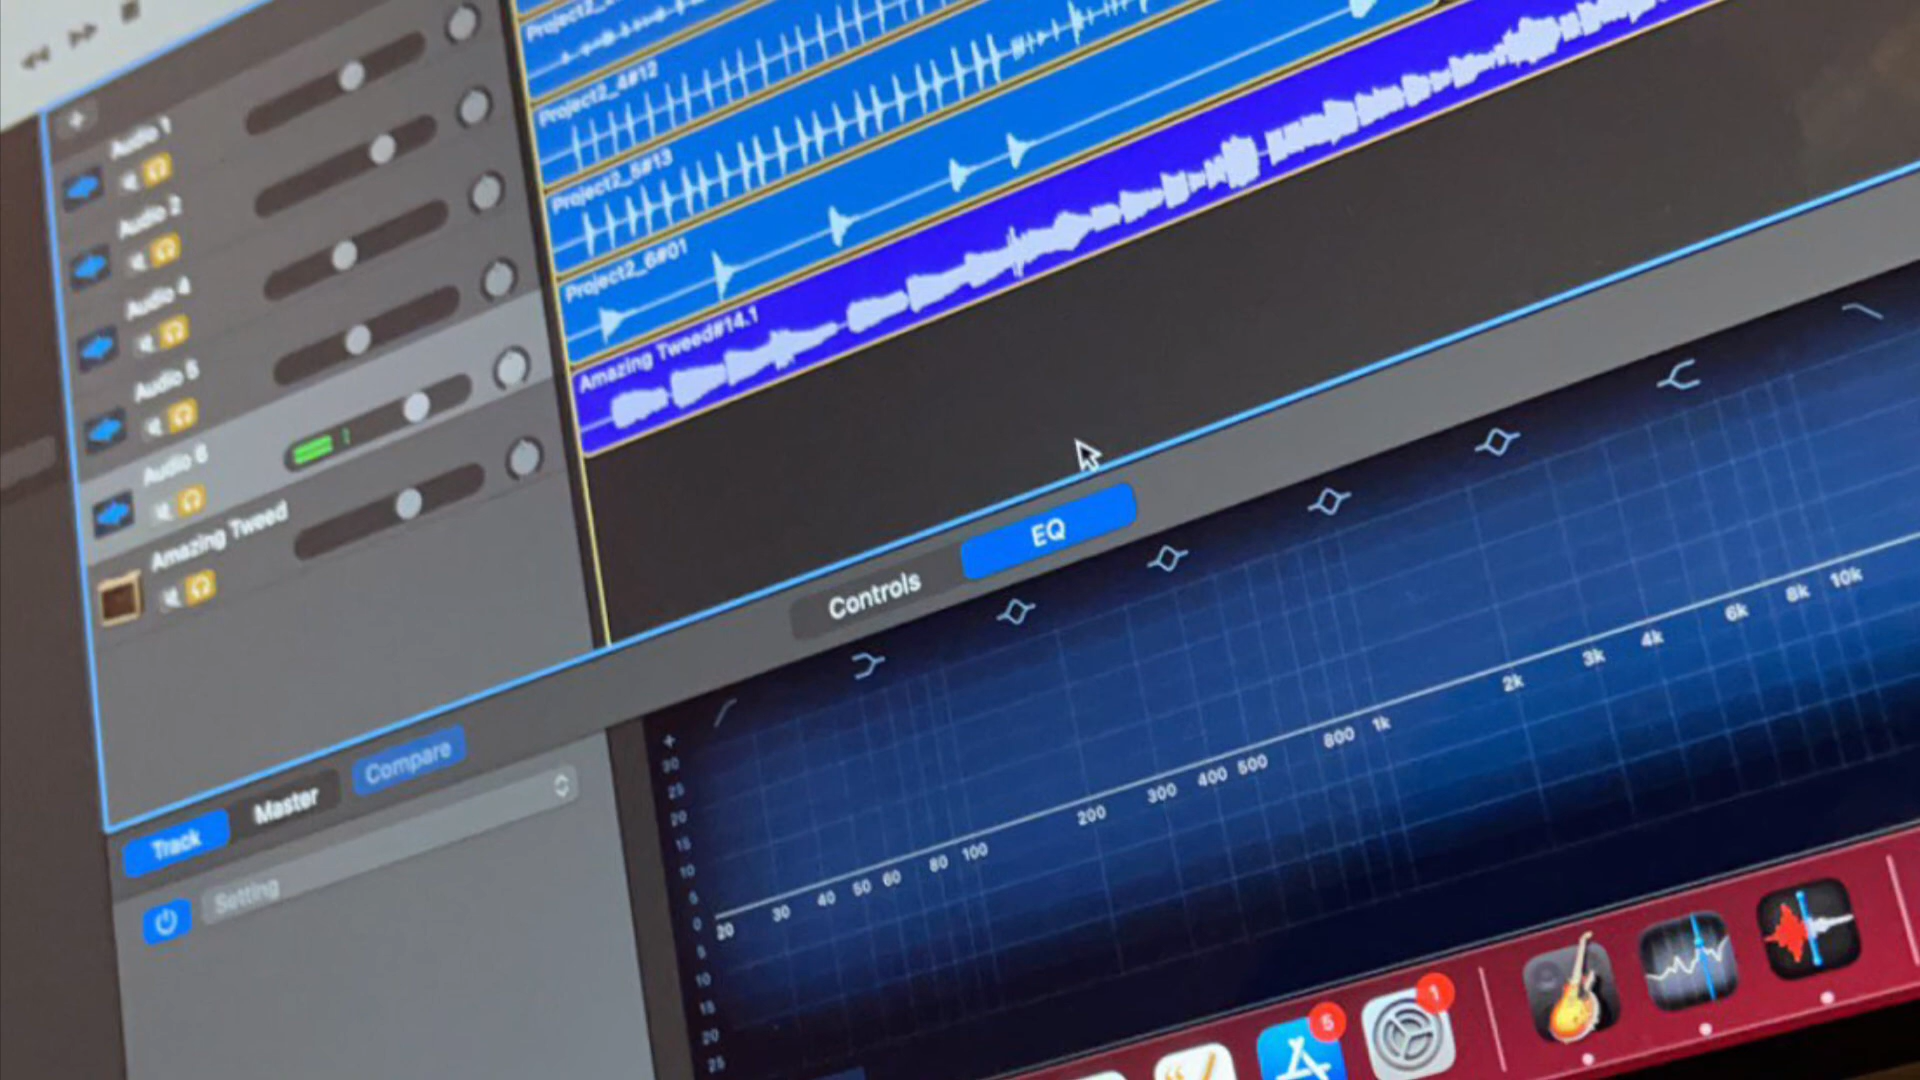 Audio 1
Audio 2
Audio 4
Audio 5
Audio 6
Amazing Tweed
Project2_4#12
Project2_5#13
Project2_6#01
Amazing Tweed#14.1
Controls
EQ
Track
Master
Compare
Setting
+
30
25
20
15
10
5
0
5
10
15
20
25
20 30 40 50 60 80 100 200 300 400 500 800 1k 2k 3k 4k 6k 8k 10k
5
1